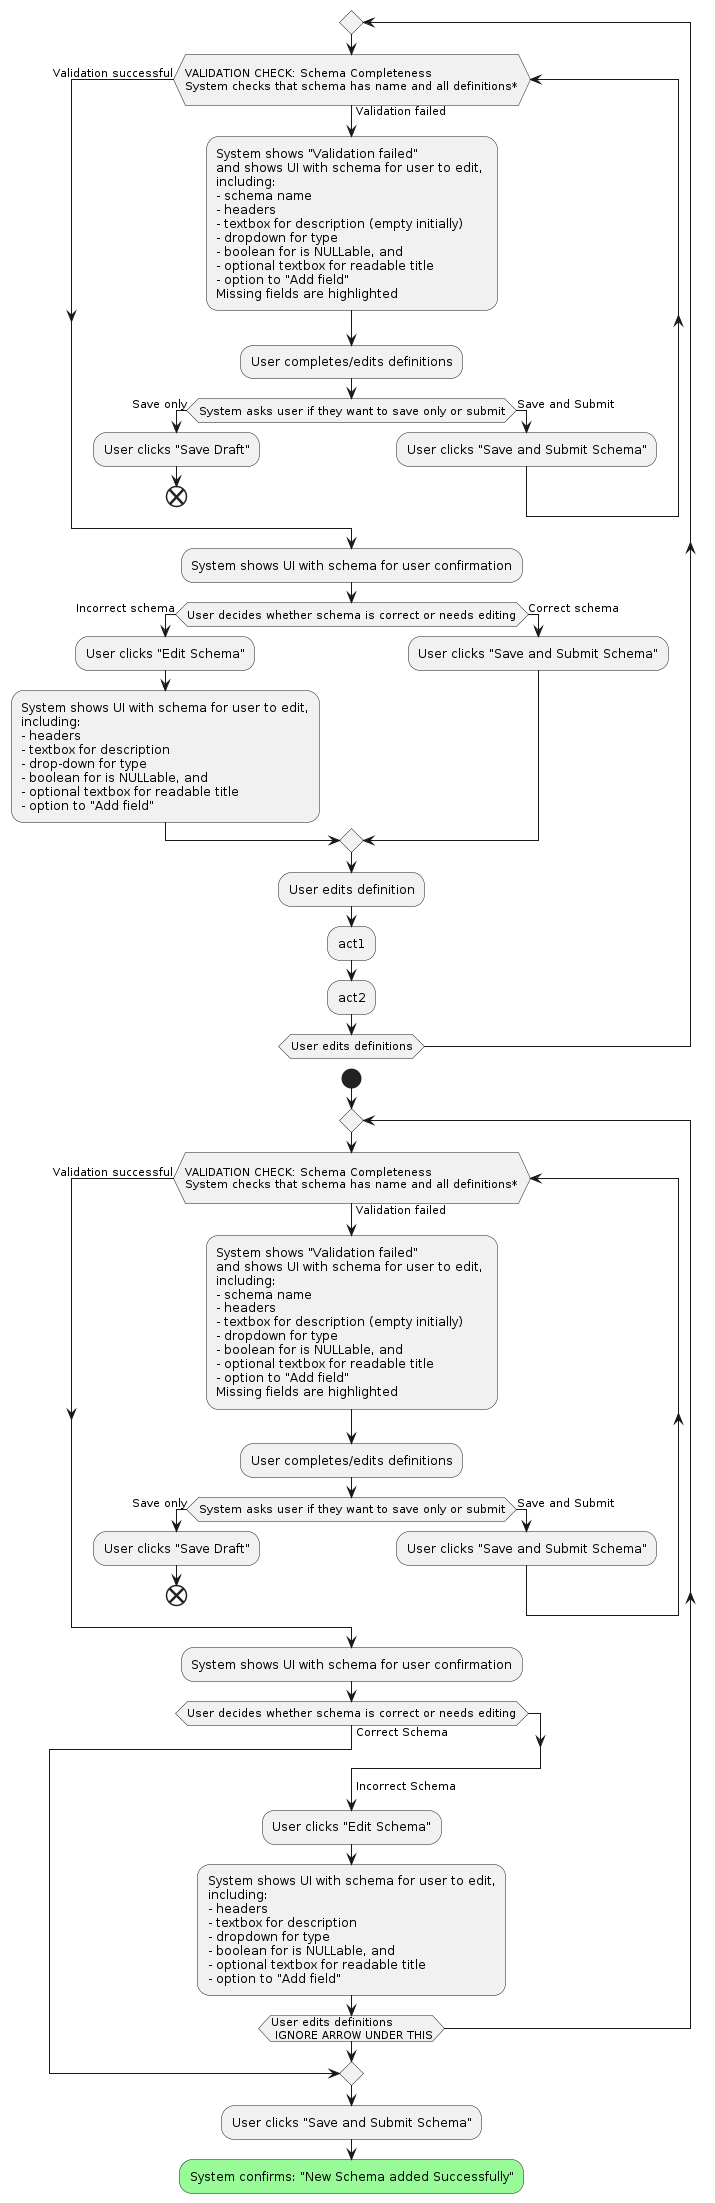 Validation successful
VALIDATION CHECK: Schema Completeness
System checks that schema has name and all definitions*
Validation failed
System shows "Validation failed"
and shows UI with schema for user to edit,
including:
- schema name
- headers
- textbox for description (empty initially)
- dropdown for type
- boolean for is NULLable, and
- optional textbox for readable title
- option to "Add field"
Missing fields are highlighted
User completes/edits definitions
Save only
System asks user if they want to save only or submit
Save and Submit
User clicks "Save Draft"
User clicks "Save and Submit Schema"
System shows UI with schema for user confirmation
Incorrect schema
User decides whether schema is correct or needs editing
Correct schema
User clicks "Edit Schema"
User clicks "Save and Submit Schema"
System shows UI with schema for user to edit,
including:
- headers
- textbox for description
- drop-down for type
- boolean for is NULLable, and
- optional textbox for readable title
- option to "Add field"
User edits definition
act1
act2
User edits definitions
Validation successful
VALIDATION CHECK: Schema Completeness
System checks that schema has name and all definitions*
Validation failed
System shows "Validation failed"
and shows UI with schema for user to edit,
including:
- schema name
- headers
- textbox for description (empty initially)
- dropdown for type
- boolean for is NULLable, and
- optional textbox for readable title
- option to "Add field"
Missing fields are highlighted
User completes/edits definitions
Save only
System asks user if they want to save only or submit
Save and Submit
User clicks "Save Draft"
User clicks "Save and Submit Schema"
System shows UI with schema for user confirmation
User decides whether schema is correct or needs editing
Correct Schema
Incorrect Schema
User clicks "Edit Schema"
System shows UI with schema for user to edit,
including:
- headers
- textbox for description
- dropdown for type
- boolean for is NULLable, and
- optional textbox for readable title
- option to "Add field"
User edits definitions
IGNORE ARROW UNDER THIS
User clicks "Save and Submit Schema"
System confirms: "New Schema added Successfully"